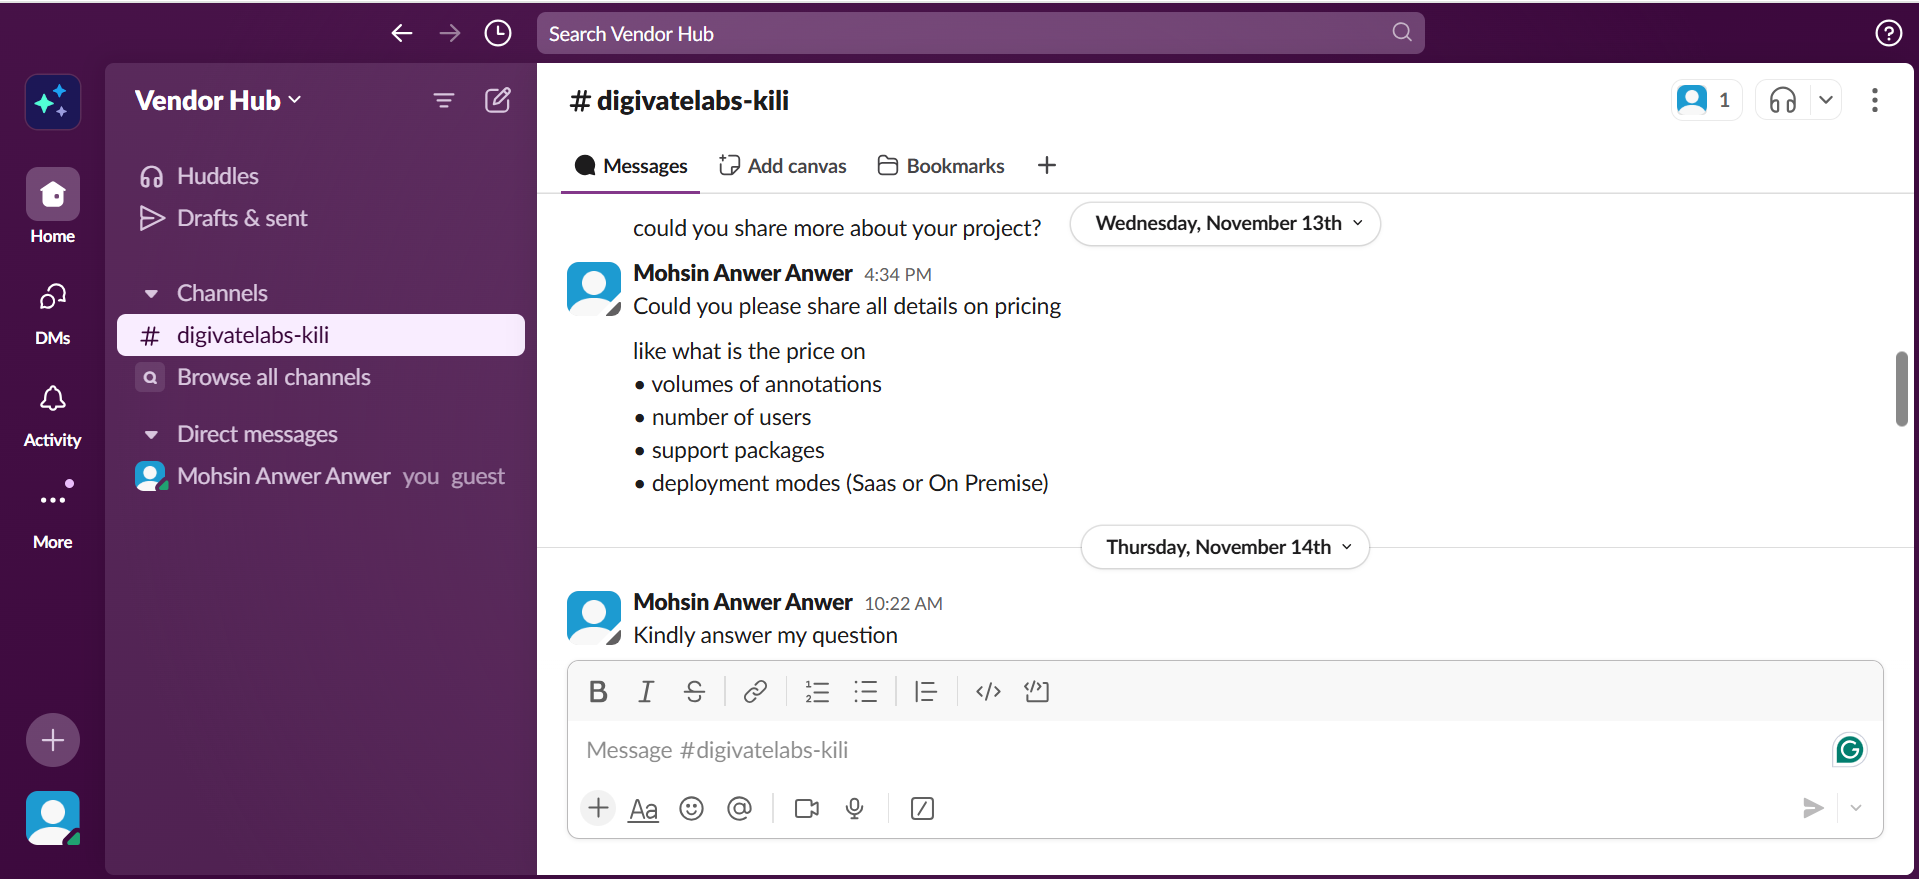 Search Vendor Hub
Vendor Hub
Huddles
Drafts & sent
Channels
# digivatelabs-kili
Browse all channels
Direct messages
Mohsin Anwer Anwer you guest
Home
DMs
Activity
More
# digivatelabs-kili
1
Messages
Add canvas
Bookmarks
could you share more about your project?
Wednesday, November 13th
Mohsin Anwer Anwer 4:34 PM
Could you please share all details on pricing
like what is the price on
• volumes of annotations
• number of users
• support packages
• deployment modes (Saas or On Premise)
Thursday, November 14th
Mohsin Anwer Anwer 10:22 AM
Kindly answer my question
Message #digivatelabs-kili
Aa